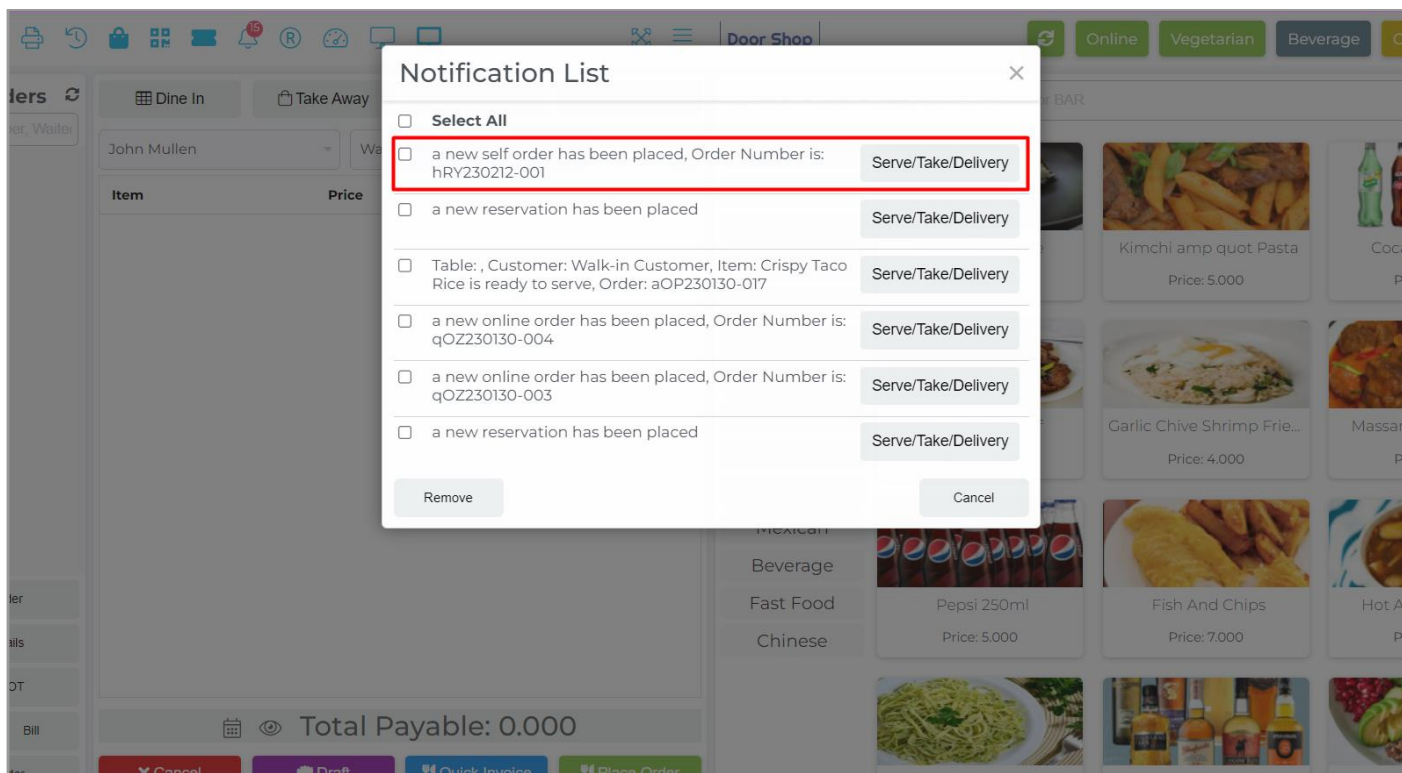 15
R
Door Shop
Online
Vegetarian
Beverage
Dine In
Take Away
or BAR
John Mullen
Item
Price
Notification List
Select All
a new self order has been placed, Order Number is:
hRY230212-001
Serve/Take/Delivery
a new reservation has been placed
Serve/Take/Delivery
Table: , Customer: Walk-in Customer, Item: Crispy Taco
Rice is ready to serve, Order: aOP230130-017
Serve/Take/Delivery
a new online order has been placed, Order Number is:
qOZ230130-004
Serve/Take/Delivery
a new online order has been placed, Order Number is:
qOZ230130-003
Serve/Take/Delivery
a new reservation has been placed
Serve/Take/Delivery
Remove
Cancel
Kimchi amp quot Pasta
Price: 5.000
Garlic Chive Shrimp Frie...
Price: 4.000
Mexican
Beverage
Fast Food
Chinese
Pepsi 250ml
Price: 5.000
Fish And Chips
Price: 7.000
Hot A
Bill
Total Payable: 0.000
Cancel
Draft
Quick Invoice
Place Order